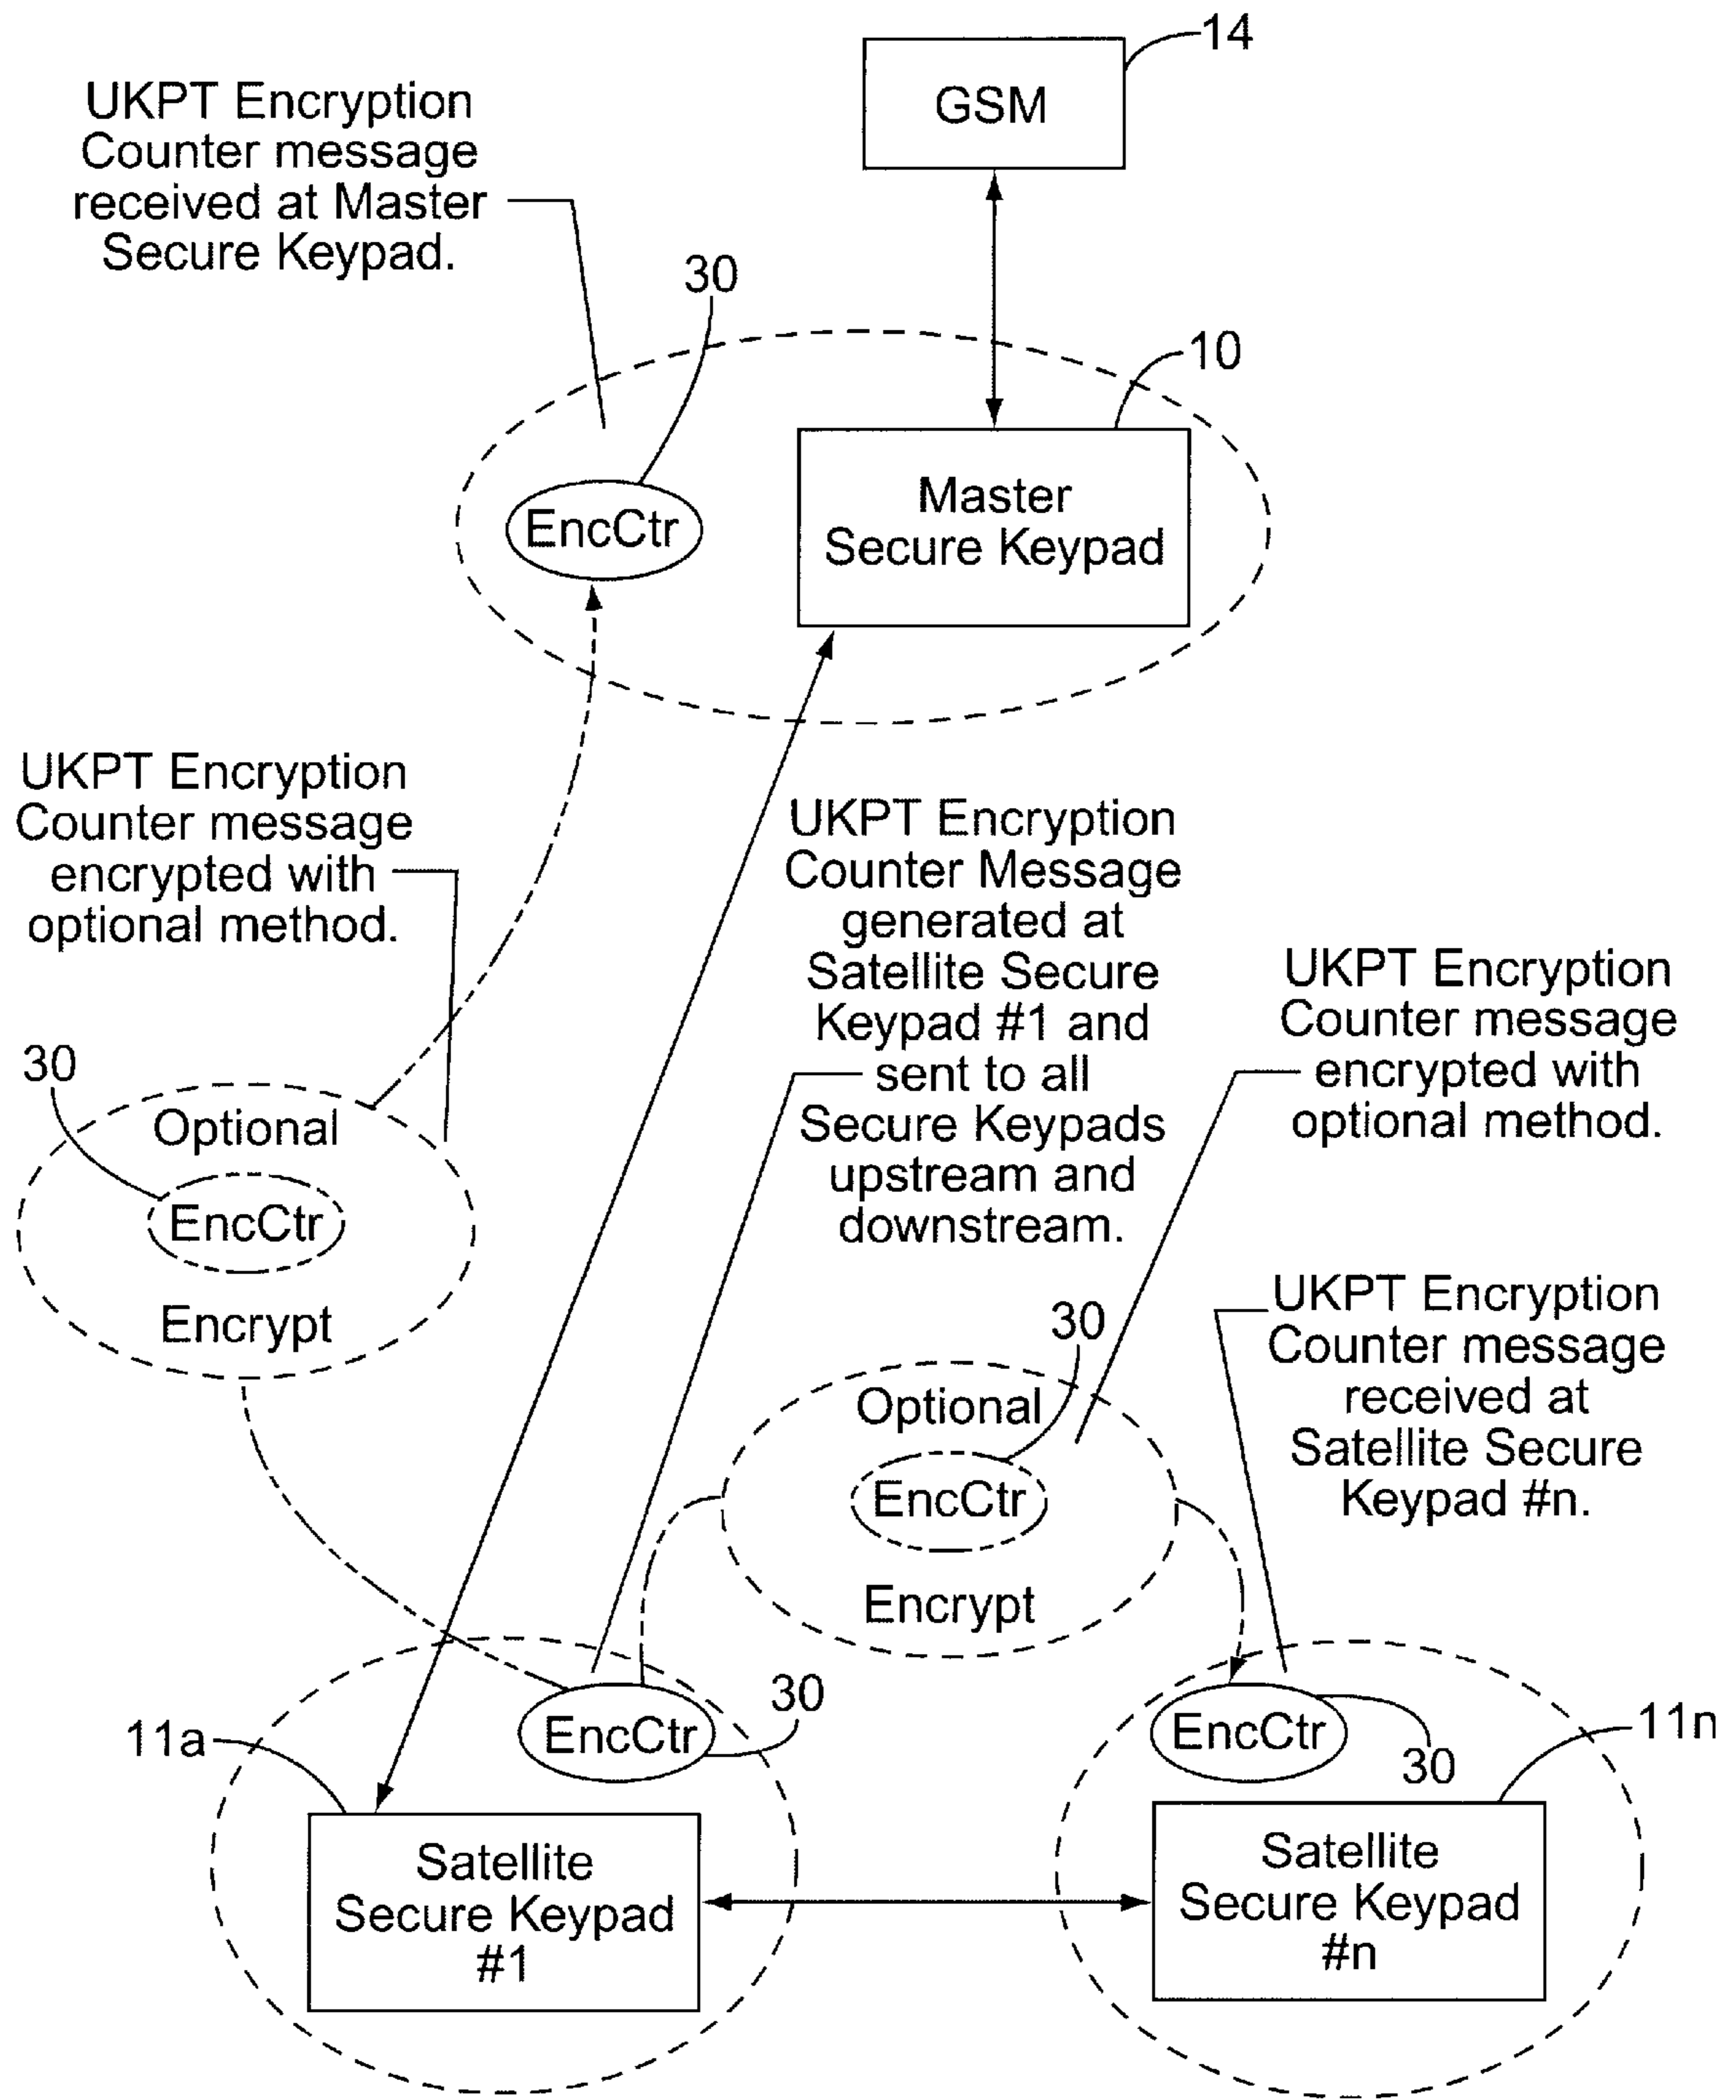 14
GSM
UKPT Encryption
Counter message
received at Master
Secure Keypad.
30
10
EncCtr
Master
Secure Keypad
UKPT Encryption
Counter message
encrypted with
optional method.
UKPT Encryption
Counter Message
generated at
Satellite Secure
Keypad #1 and
sent to all
Secure Keypads
upstream and
downstream.
UKPT Encryption
Counter message
encrypted with
optional method.
30
Optional
EncCtr
Encrypt
UKPT Encryption
Counter message
received at
Satellite Secure
Keypad #n.
30
Optional
EncCtr
Encrypt
11a
EncCtr
30
EncCtr
30
11n
Satellite
Secure Keypad
#1
Satellite
Secure Keypad
#n